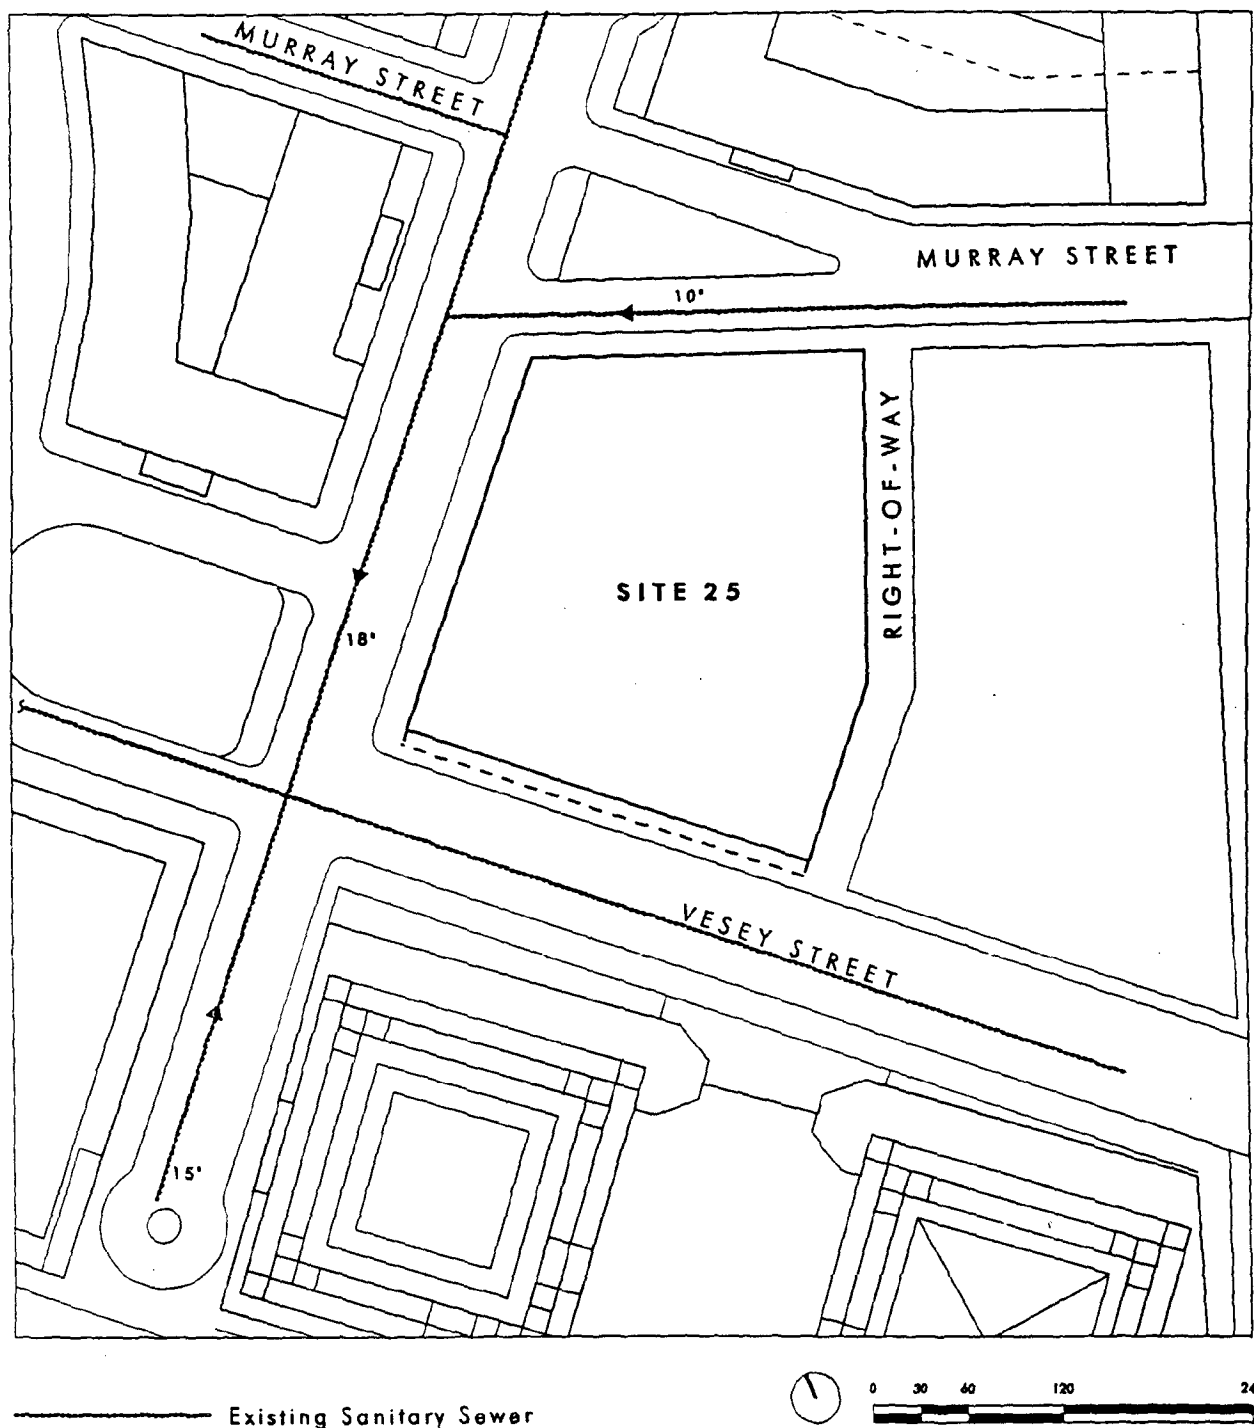 MURRAY STREET
MURRAY STREET
10"
RIGHT-OF-WAY
SITE 25
18"
VESEY STREET
15"
0 30 60 120 24
Existing Sanitary Sewer